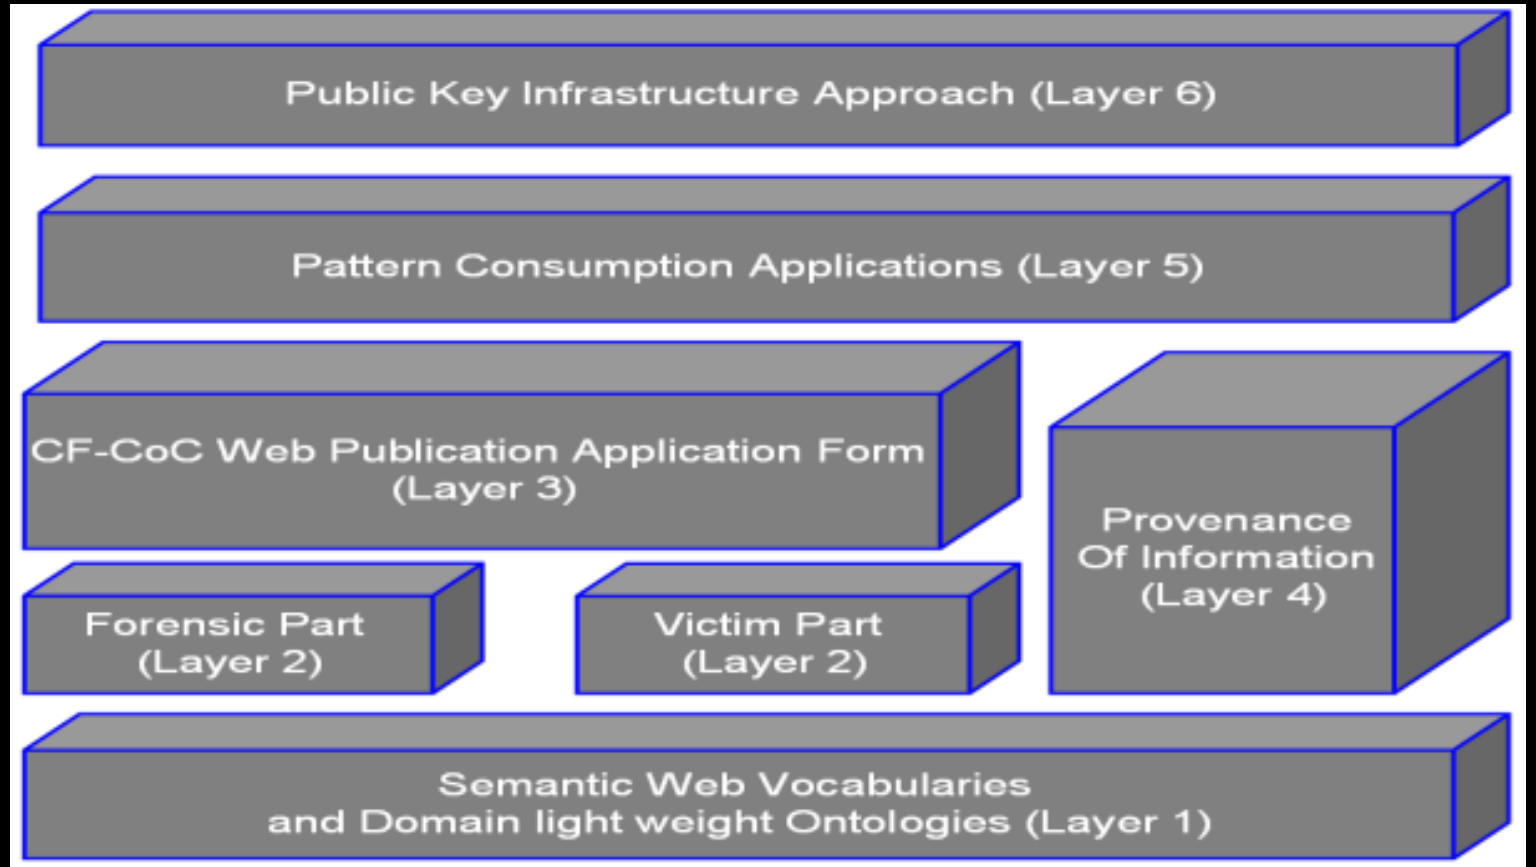 Public Key Infrastructure Approach (Layer 6)
Pattern Consumption Applications (Layer 5)
CF-CoC Web Publication Application Form
(Layer 3)
Provenance
Of Information
(Layer 4)
Forensic Part
(Layer 2)
Victim Part
(Layer 2)
Semantic Web Vocabularies
and Domain light weight Ontologies (Layer 1)